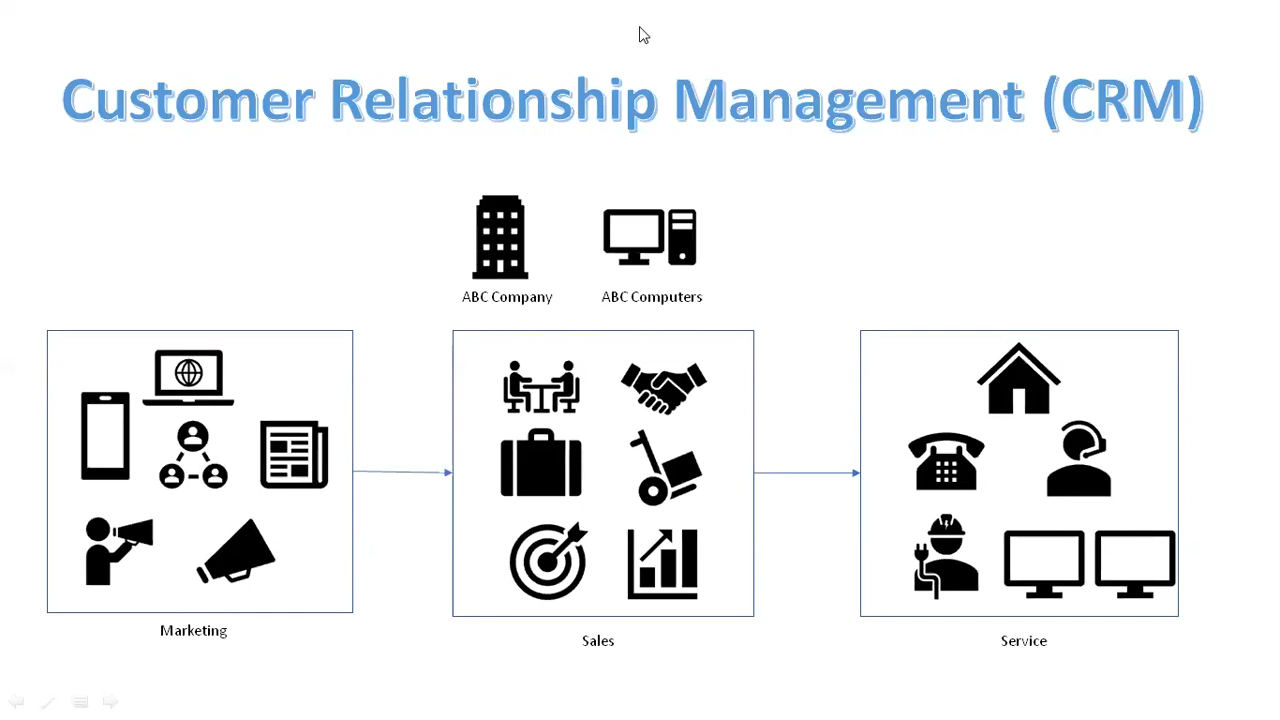 Customer Relationship Management (CRM)
ABC Company
ABC Computers
Marketing
Sales
Service